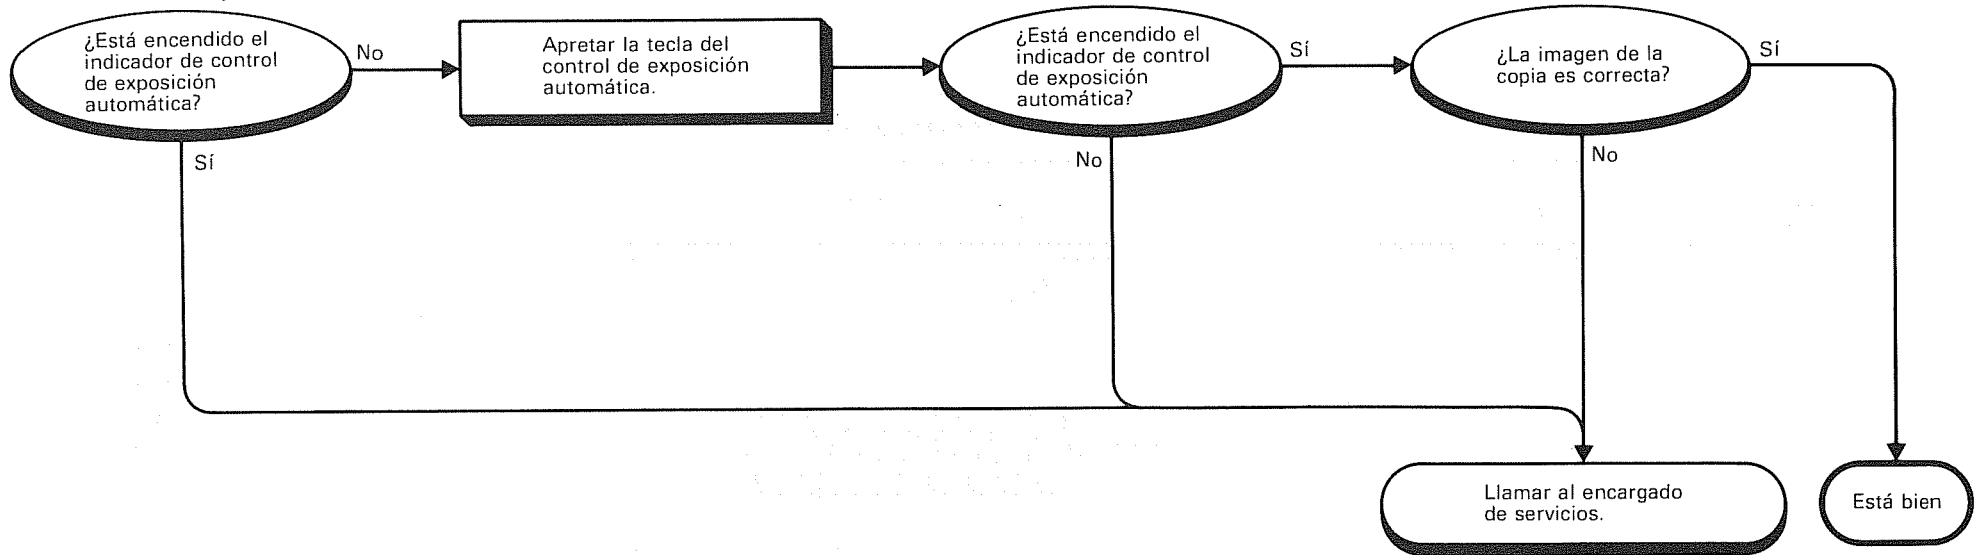 ¿Está encendido el
indicador de control
de exposición
automática?
No
Apretar la tecla del
control de exposición
automática.
¿Está encendido el
indicador de control
de exposición
automática?
Sí
¿La imagen de la
copia es correcta?
Sí
Sí
No
No
Llamar al encargado
de servicios.
Está bien